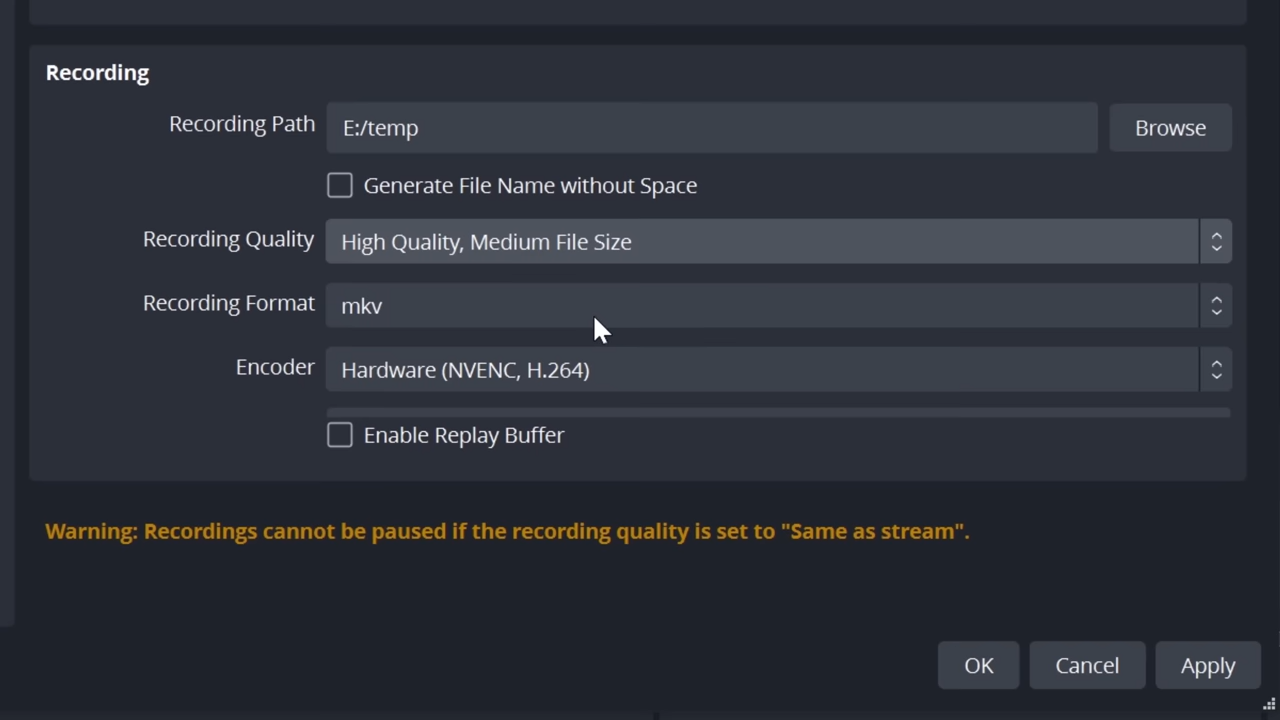 Recording
Recording Path E:/temp Browse
Generate File Name without Space
Recording Quality High Quality, Medium File Size
Recording Format mkv
Encoder Hardware (NVENC, H.264)
Enable Replay Buffer
Warning: Recordings cannot be paused if the recording quality is set to "Same as stream".
OK Cancel Apply